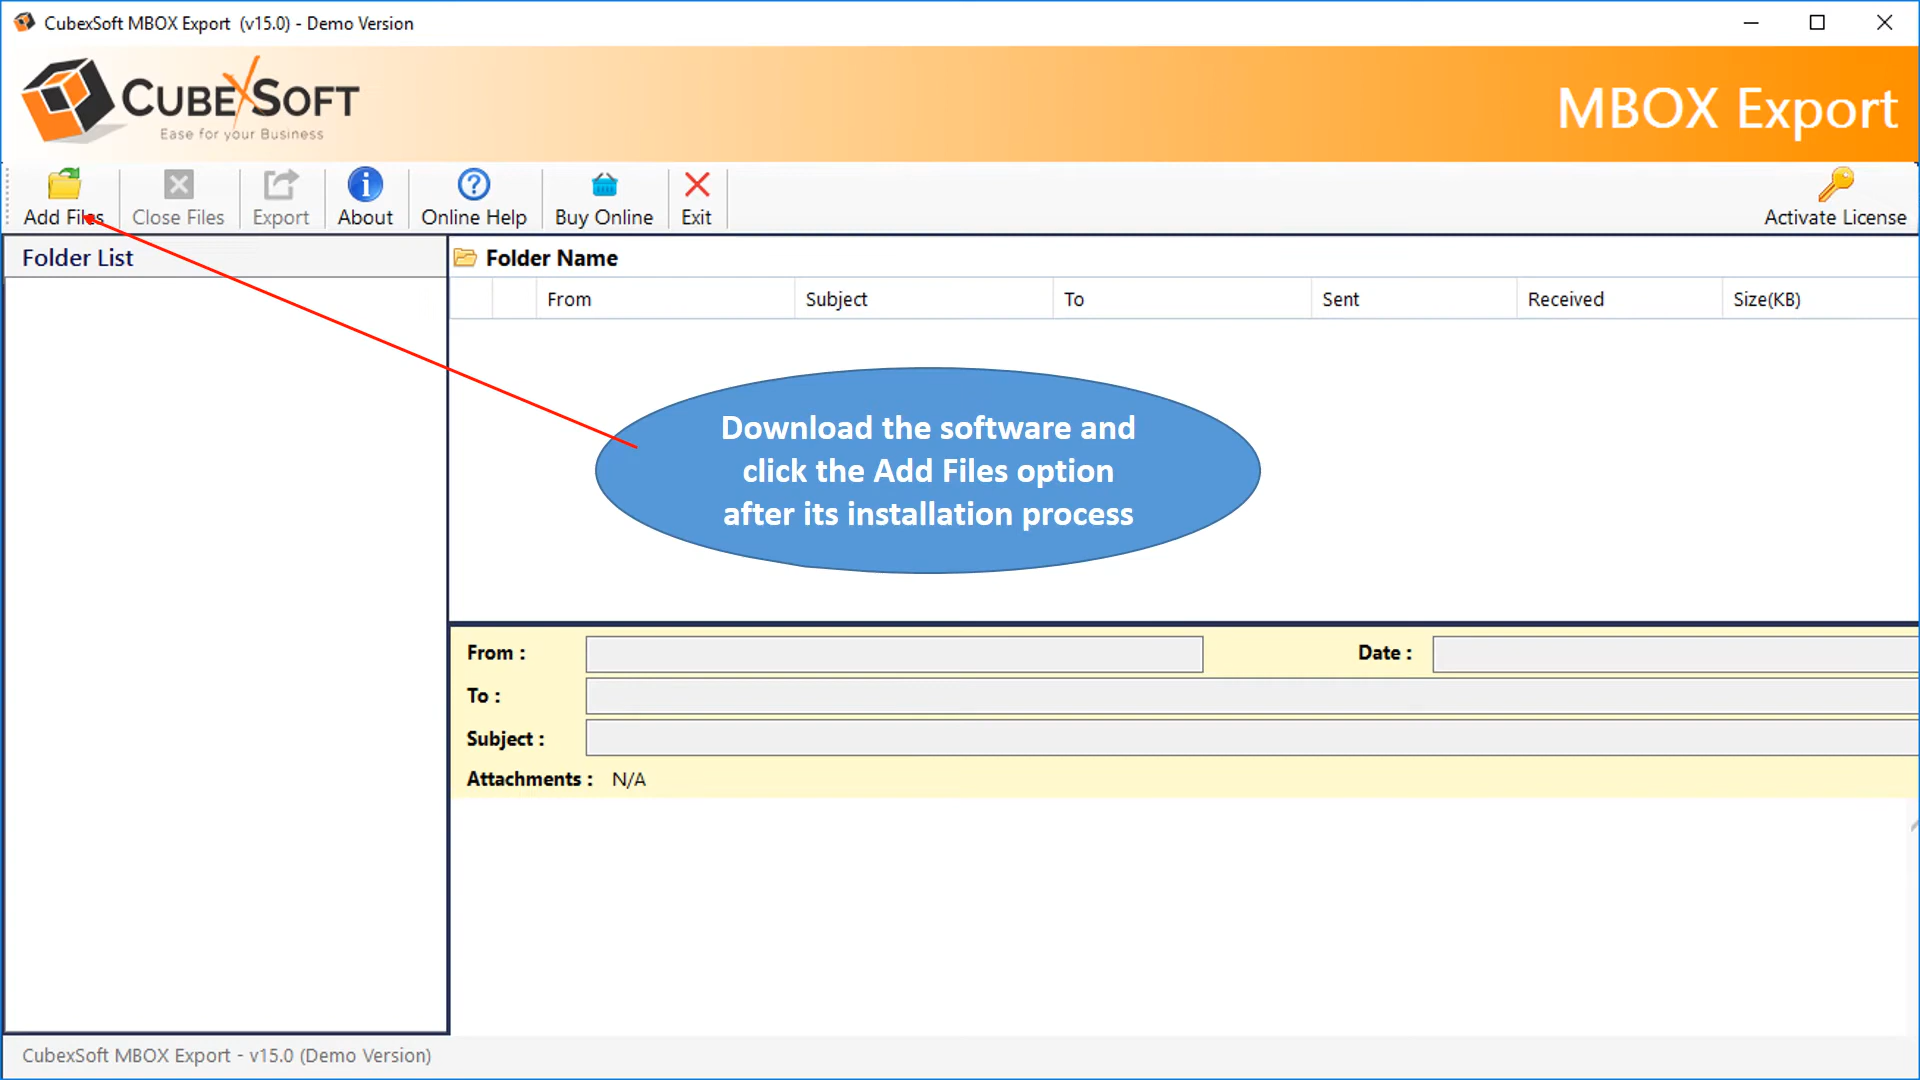 CubexSoft MBOX Export (v15.0) - Demo Version
CUBEXSOFT
Ease for your Business
MBOX Export
Add Files
Close Files
Export
About
Online Help
Buy Online
Exit
Activate License
Folder List
Folder Name
From
Subject
To
Sent
Received
Size(KB)
Download the software and
click the Add Files option
after its installation process
From :
Date :
To :
Subject :
Attachments : N/A
CubexSoft MBOX Export - v15.0 (Demo Version)